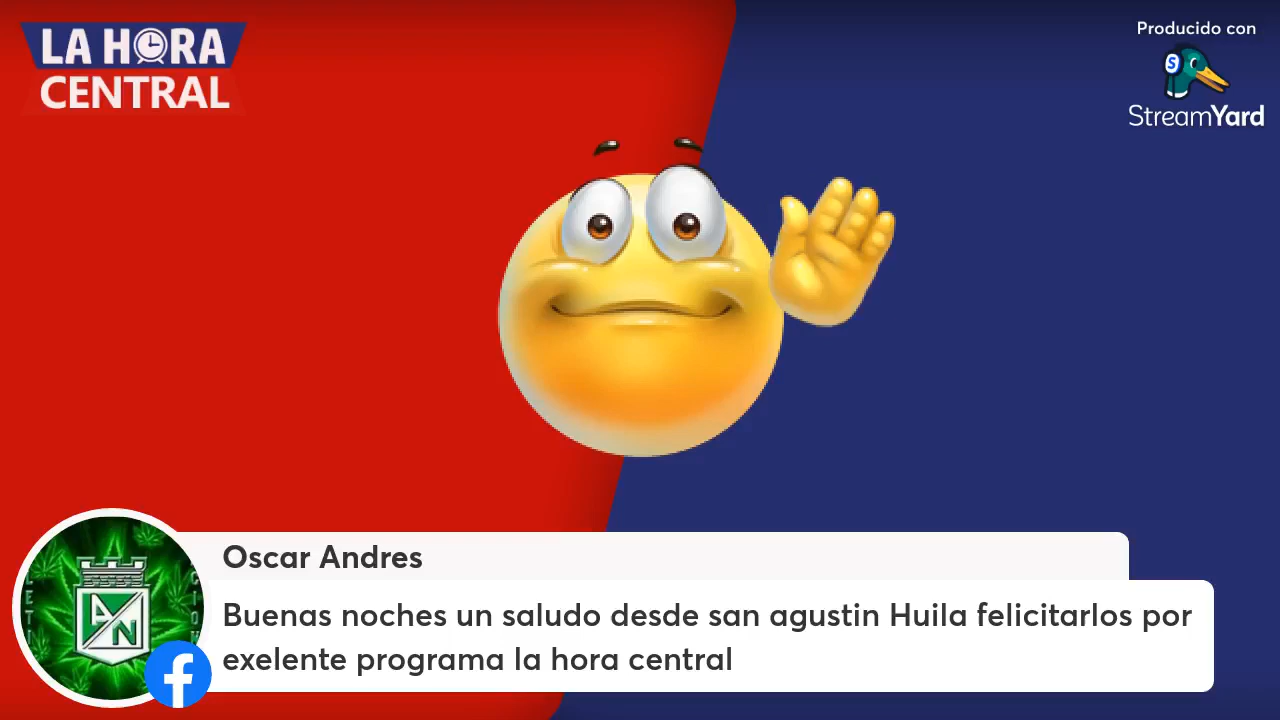 LA HORA
CENTRAL
Producido con
StreamYard
Oscar Andres
Buenas noches un saludo desde san agustin Huila felicitarlos por
exelente programa la hora central
AN